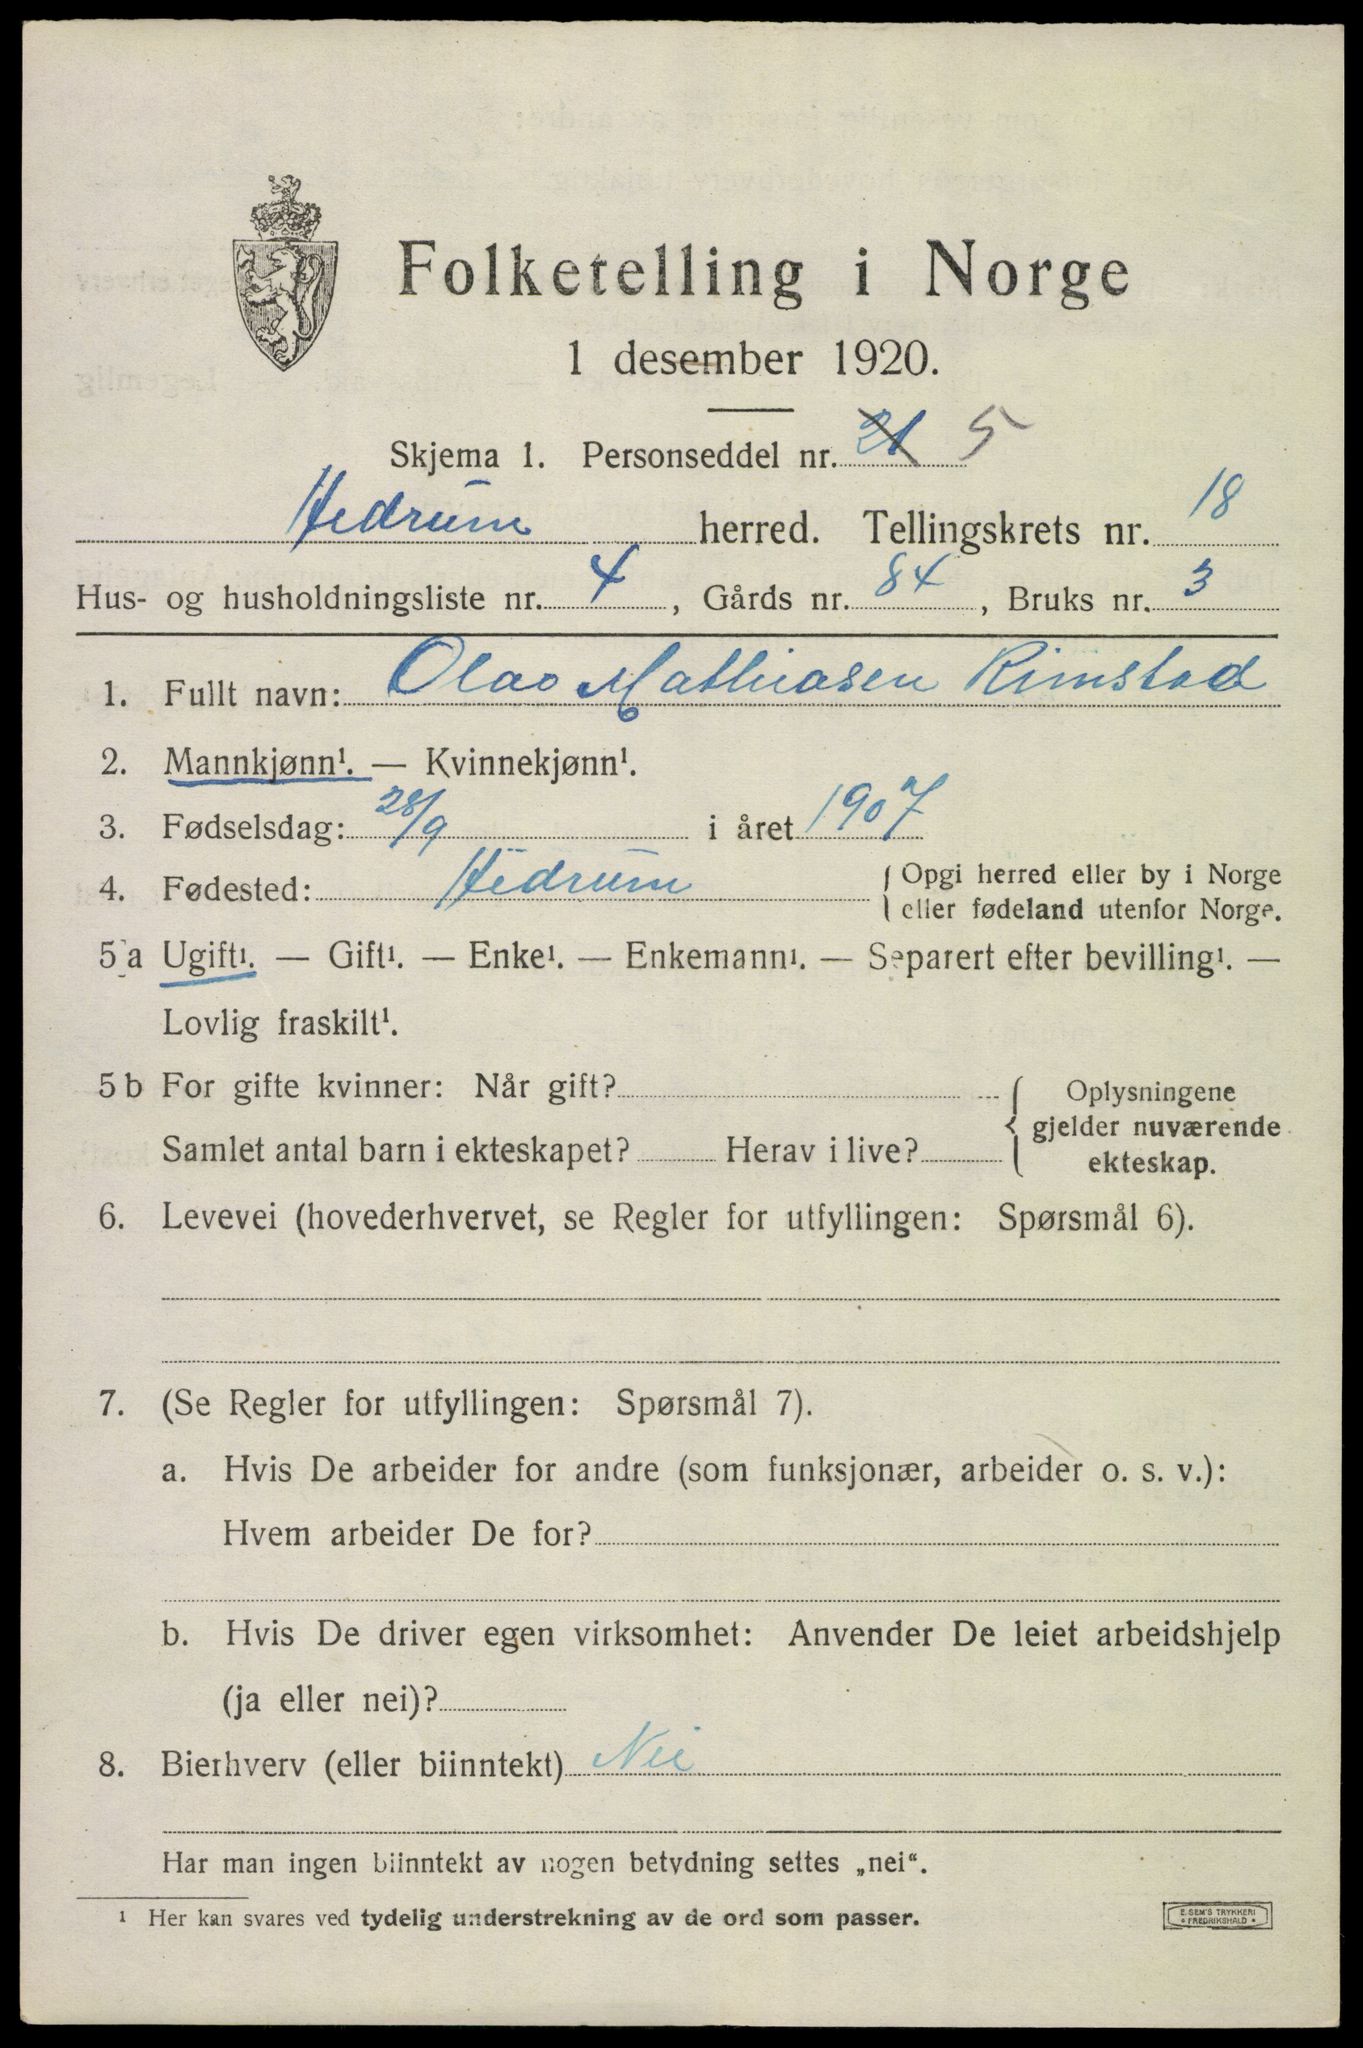 Folketelling i Norge
1 desember 1920.
Skjema 1. Personseddel nr. 21 5
Hedrum herred. Tellingskrets nr. 18
Hus- og husholdningsliste nr. 4, Gårds nr. 84, Bruks nr. 3
1. Fullt navn: Olav Mathiasen Rimstad
2. Mannkjønn¹. — Kvinnekjønn¹.
3. Fødselsdag: 28/9 i året 1907
4. Fødested: Hedrum { Opgi herred eller by i Norge
eller fødeland utenfor Norge.
5 a Ugift¹. — Gift¹. — Enke¹. — Enkemann¹. — Separert efter bevilling¹. —
Lovlig fraskilt¹.
5 b For gifte kvinner: Når gift?
Samlet antal barn i ekteskapet? Herav i live?
{ Oplysningene
gjelder nuværende
ekteskap.
6. Levevei (hovederhvervet, se Regler for utfyllingen: Spørsmål 6).
7. (Se Regler for utfyllingen: Spørsmål 7).
a. Hvis De arbeider for andre (som funksjonær, arbeider o. s. v.):
Hvem arbeider De for?
b. Hvis De driver egen virksomhet: Anvender De leiet arbeidshjelp
(ja eller nei)?
8. Bierhverv (eller biinntekt) Nei
Har man ingen biinntekt av nogen betydning settes „nei“.
¹ Her kan svares ved tydelig understrekning av de ord som passer.
E. SEM'S TRYKKERI
• FREDRIKSHALD •